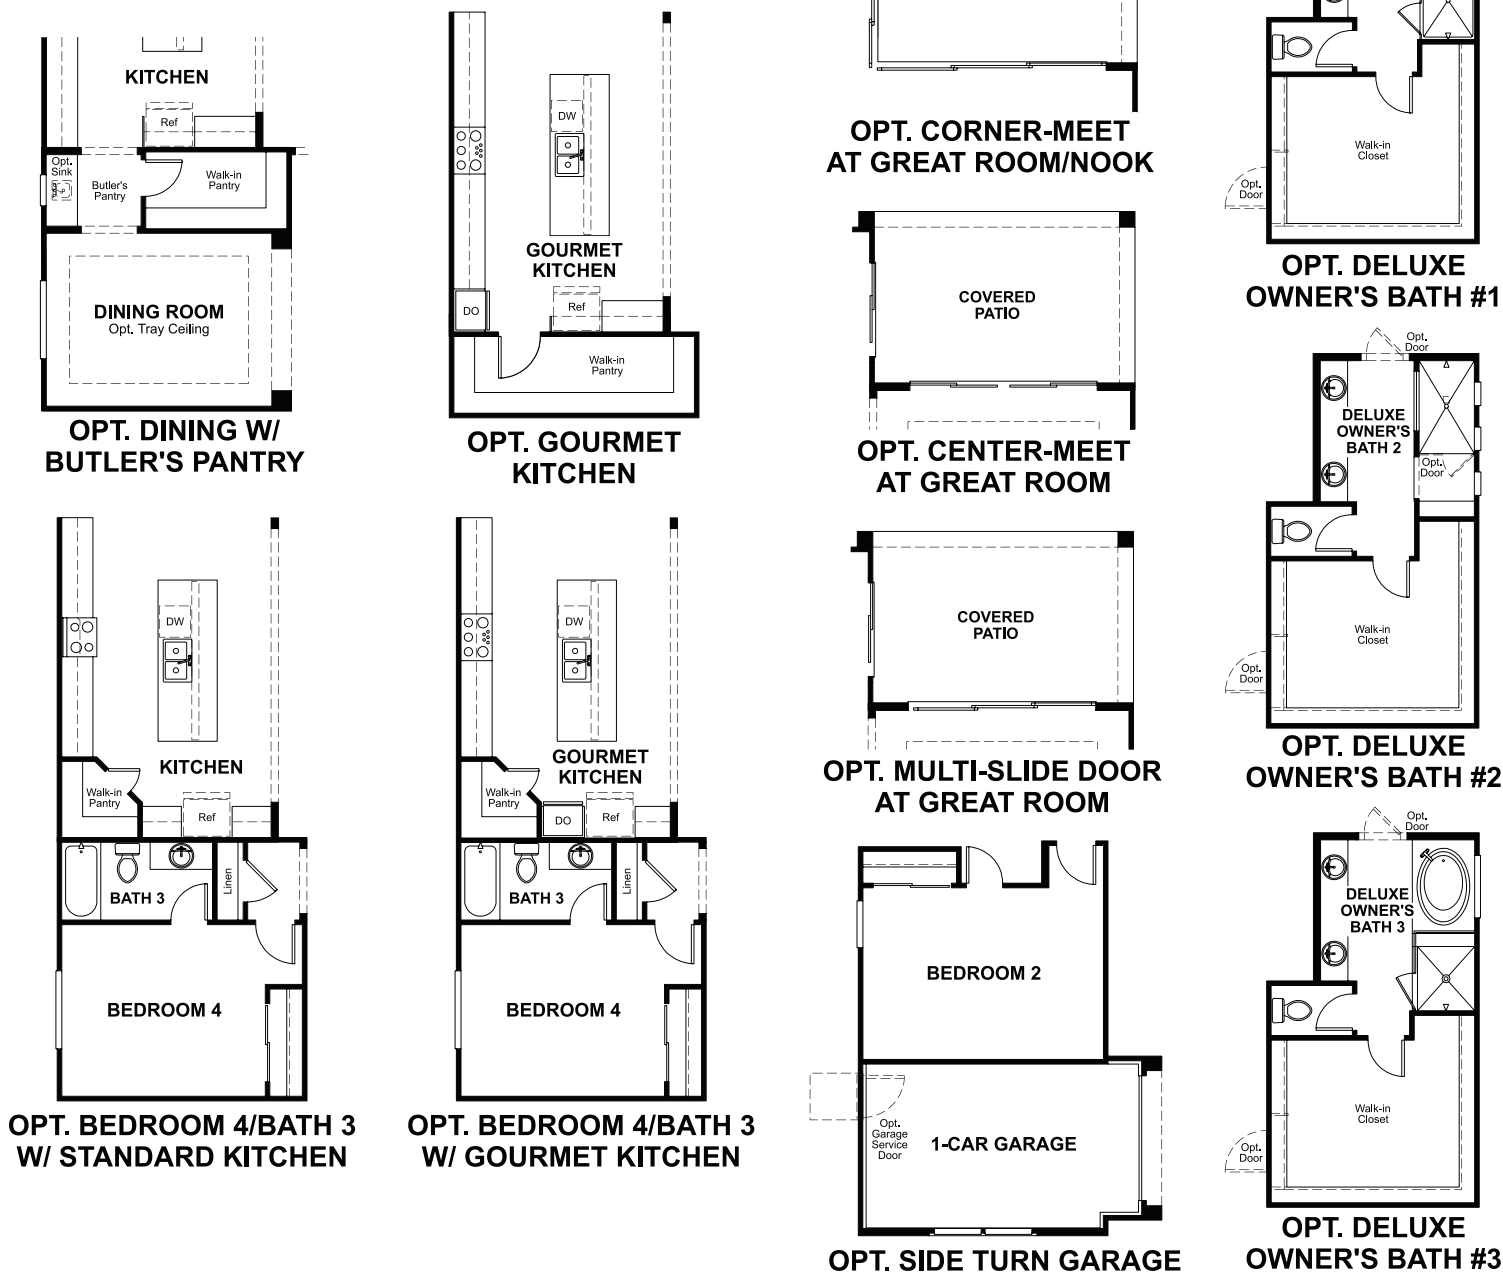 KITCHEN
Ref
Opt.
Sink
Butler's
Pantry
Walk-in
Pantry
DINING ROOM
Opt. Tray Ceiling
OPT. DINING W/
BUTLER'S PANTRY
DW
GOURMET
KITCHEN
DO
Ref
Walk-in
Pantry
OPT. GOURMET
KITCHEN
OPT. CORNER-MEET
AT GREAT ROOM/NOOK
COVERED
PATIO
OPT. CENTER-MEET
AT GREAT ROOM
Walk-in
Closet
Opt.
Door
OPT. DELUXE
OWNER'S BATH #1
Opt.
Door
DELUXE
OWNER'S
BATH 2
Opt.
Door
Walk-in
Closet
Opt.
Door
OPT. DELUXE
OWNER'S BATH #2
DW
KITCHEN
Walk-in
Pantry
Ref
BATH 3
Linen
BEDROOM 4
OPT. BEDROOM 4/BATH 3
W/ STANDARD KITCHEN
DW
GOURMET
KITCHEN
Walk-in
Pantry
DO
Ref
BATH 3
Linen
BEDROOM 4
OPT. BEDROOM 4/BATH 3
W/ GOURMET KITCHEN
COVERED
PATIO
OPT. MULTI-SLIDE DOOR
AT GREAT ROOM
BEDROOM 2
Opt.
Garage
Service
Door
1-CAR GARAGE
OPT. SIDE TURN GARAGE
Opt.
Door
DELUXE
OWNER'S
BATH 3
Walk-in
Closet
Opt.
Door
OPT. DELUXE
OWNER'S BATH #3